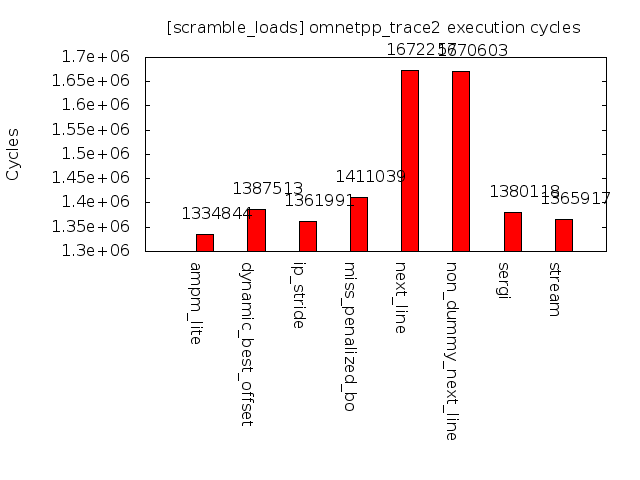 [scramble_loads] omnetpp_trace2 execution cycles
Cycles
1.7e+06
1.65e+06
1.6e+06
1.55e+06
1.5e+06
1.45e+06
1.4e+06
1.35e+06
1.3e+06
1334844
1387513
1361991
1411039
1672257
1670603
1380118
1365917
ampm_lite
dynamic_best_offset
ip_stride
miss_penalized_bo
next_line
non_dummy_next_line
sergi
stream